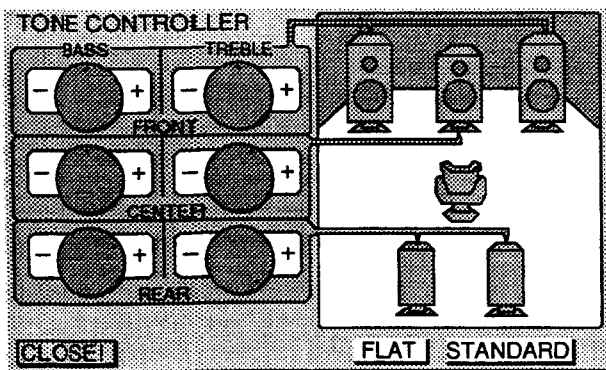 TONE CONTROLLER
BASS TREBLE
- + - +
FRONT
- + - +
CENTER
- + - +
REAR
CLOSE! FLAT STANDARD